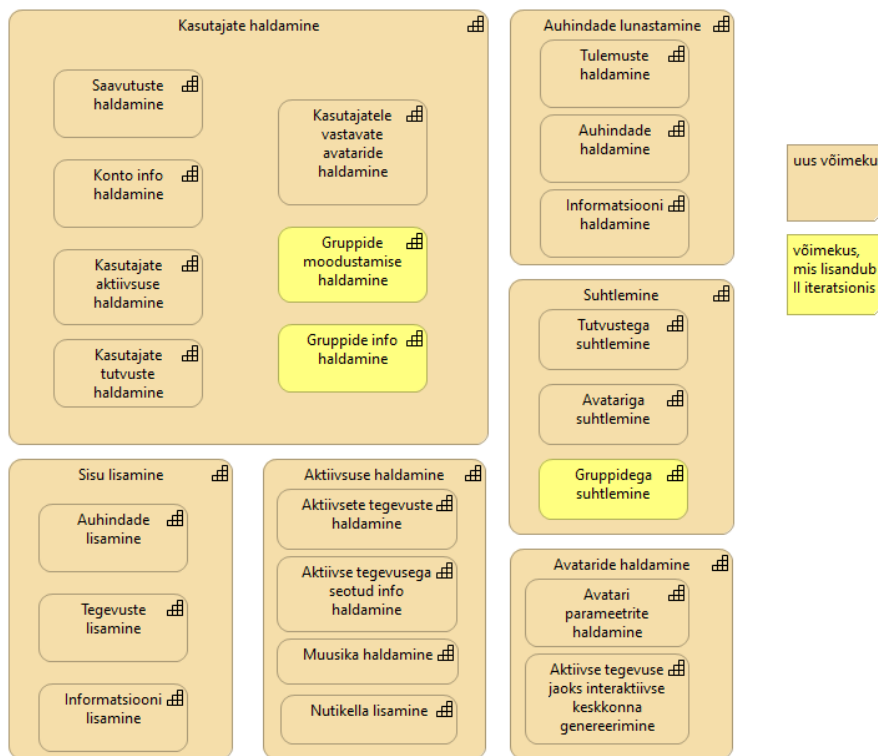 Kasutajate haldamine
Saavutuste
haldamine
Konto info
haldamine
Kasutajate
aktiivsuse
haldamine
Kasutajate
tutvuste
haldamine
Kasutajatele
vastavate
avataride
haldamine
Gruppide
moodustamise
haldamine
Gruppide info
haldamine
Auhindade lunastamine
Tulemuste
haldamine
Auhindade
haldamine
Informatsiooni
haldamine
uus võimeku
võimekus,
mis lisandub
II iteratsionis
Suhtlemine
Tutvustega
suhtlemine
Avatariga
suhtlemine
Gruppidega
suhtlemine
Sisu lisamine
Auhindade
lisamine
Tegevuste
lisamine
Informatsiooni
lisamine
Aktiivsuse haldamine
Aktiivsete tegevuste
haldamine
Aktiivse tegevusega
seotud info
haldamine
Muusika haldamine
Nutikella lisamine
Avataride haldamine
Avatari
parameetrite
haldamine
Aktiivse tegevuse
jaoks interaktiivse
keskkonna
genereerimine